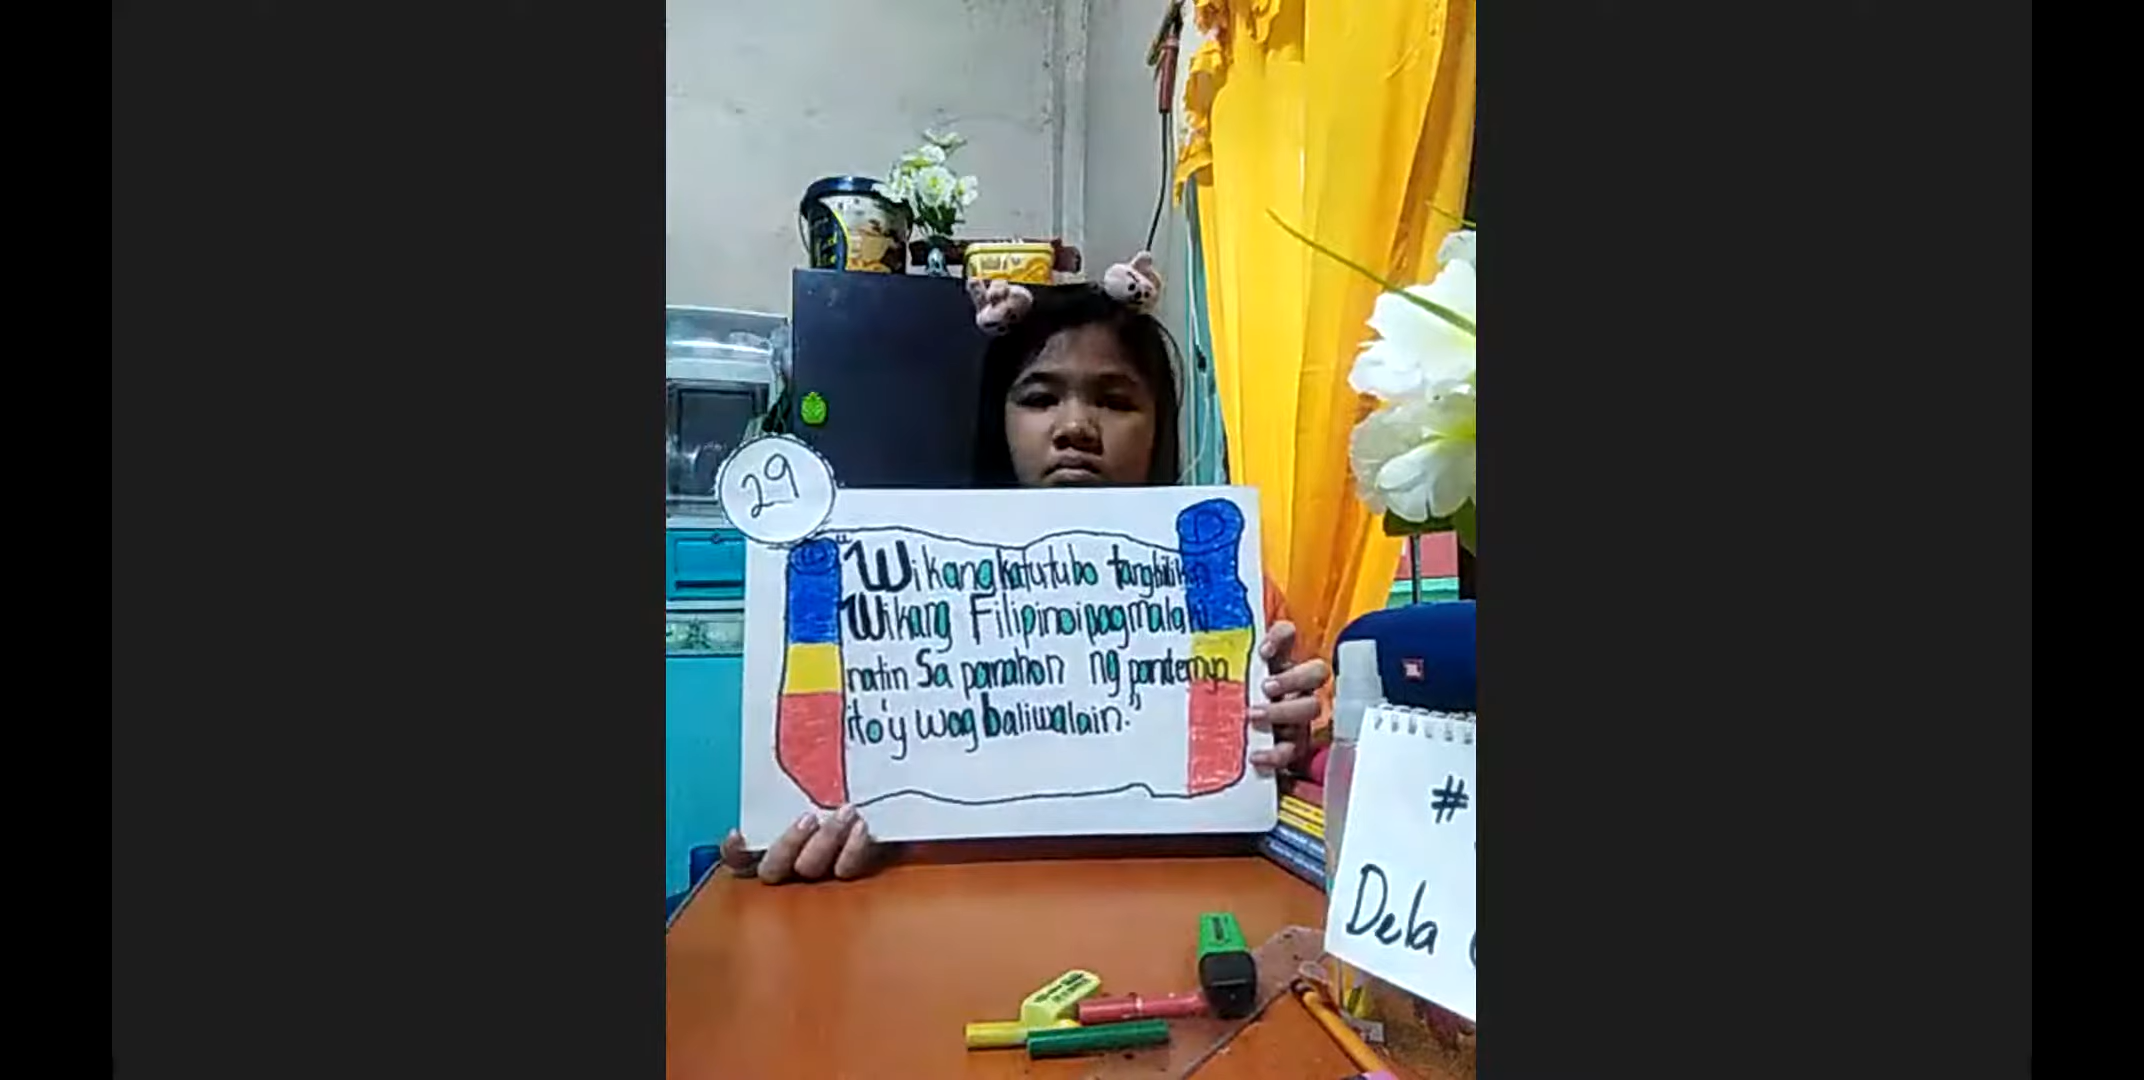 29
"Wikang katutubo tangkilikin
Wikang Filipino ipagmalaki
natin sa panahon ng pandemya
ito'y wag baliwalain."
#
Dela